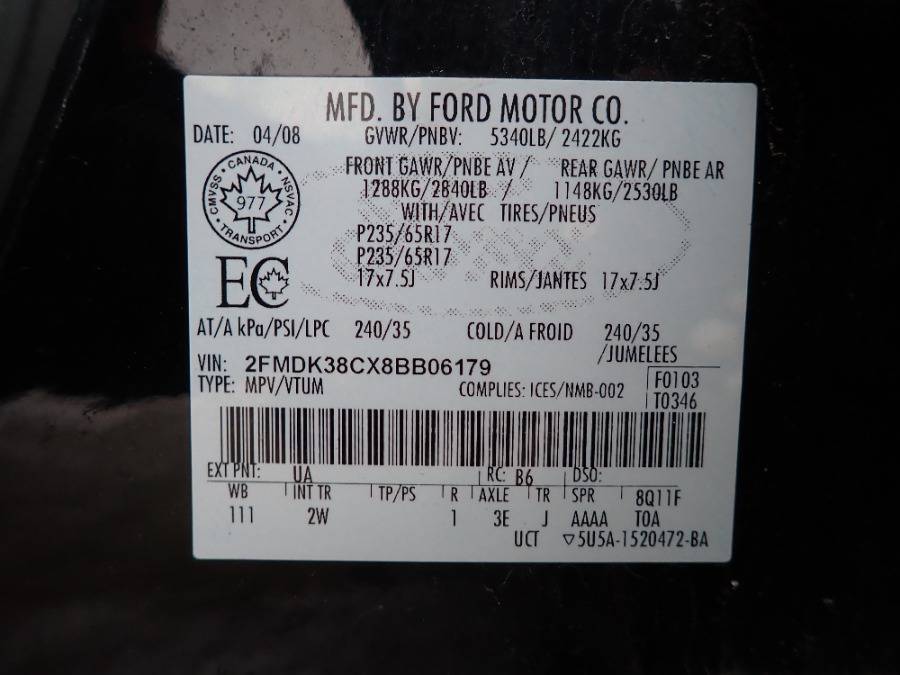 MFD. BY FORD MOTOR CO.
DATE: 04/08 GVWR/PNBV: 5340LB/ 2422KG
FRONT GAWR/PNBE AV / REAR GAWR/ PNBE AR
1288KG/2840LB / 1148KG/2530LB
WITH/AVEC TIRES/PNEUS
P235/65R17
P235/65R17
17x7.5J RIMS/JANTES 17x7.5J
CANADA
CMVSS 977 NSVAC
TRANSPORT
EC
AT/A kPa/PSI/LPC 240/35 COLD/A FROID 240/35
/JUMELEES
VIN: 2FMDK38CX8BB06179
TYPE: MPV/VTUM COMPLIES: ICES/NMB-002 F0103
T0346
EXT PNT: UA RC: B6 DSO:
WB INT TR TP/PS R AXLE TR SPR 8Q11F
111 2W 1 3E J AAAA TOA
UCT ▽5U5A-1520472-BA